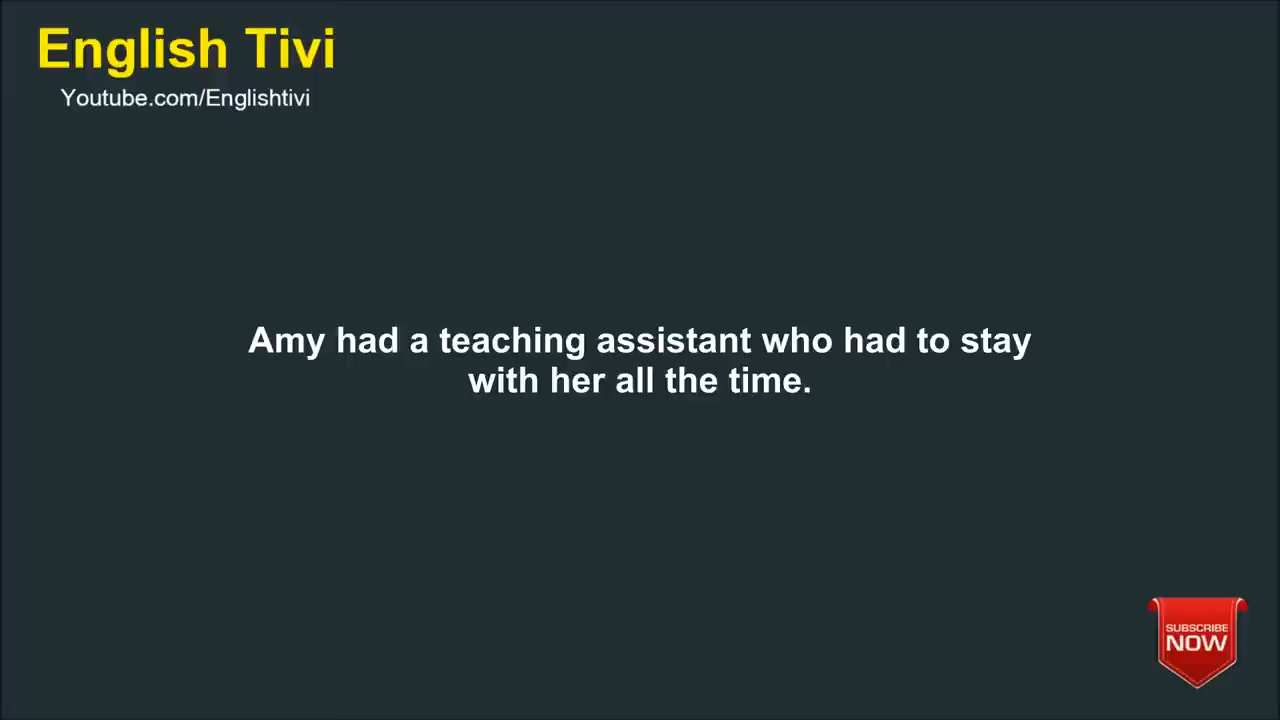 English Tivi
Youtube.com/Englishtivi
Amy had a teaching assistant who had to stay
with her all the time.
SUBSCRIBE
NOW